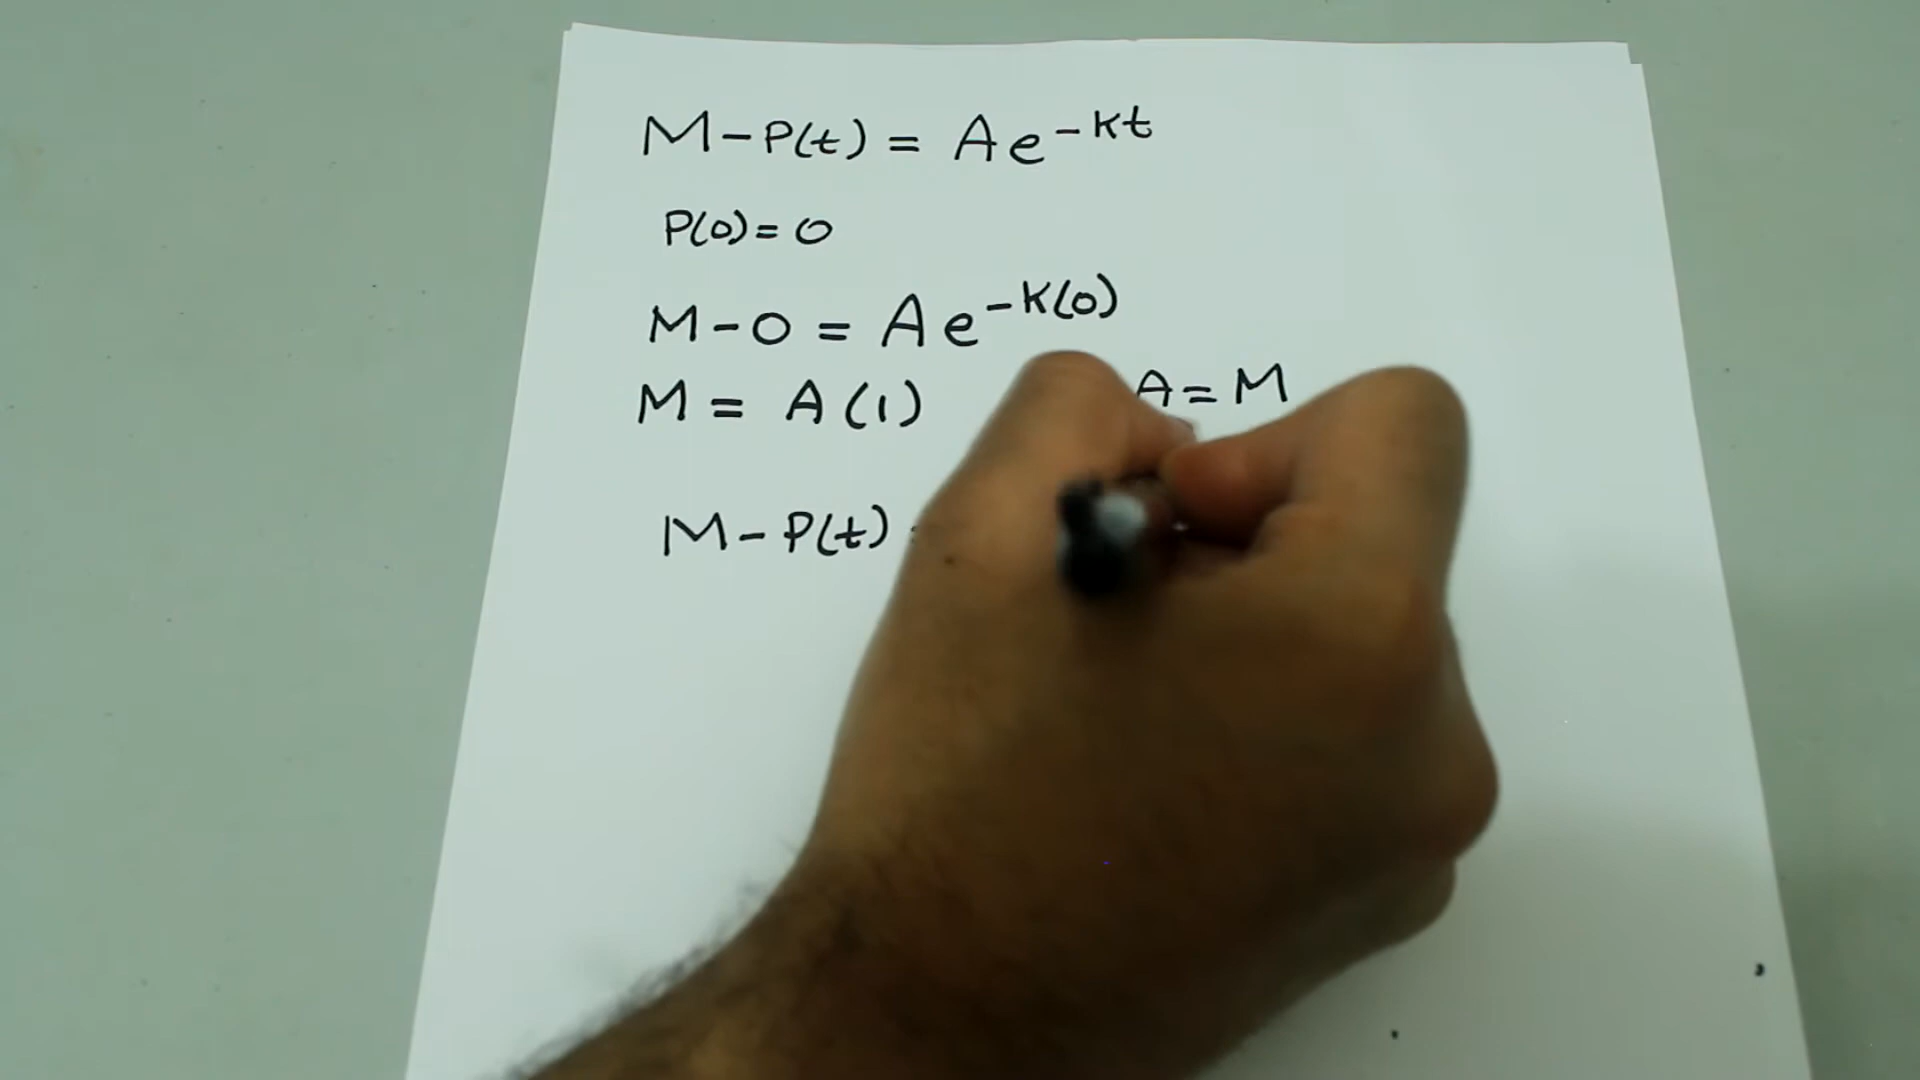 M-P(t) = Ae^-kt
P(0)=0
M-0 = Ae^-k(0)
M = A(1) A=M
M-P(t)